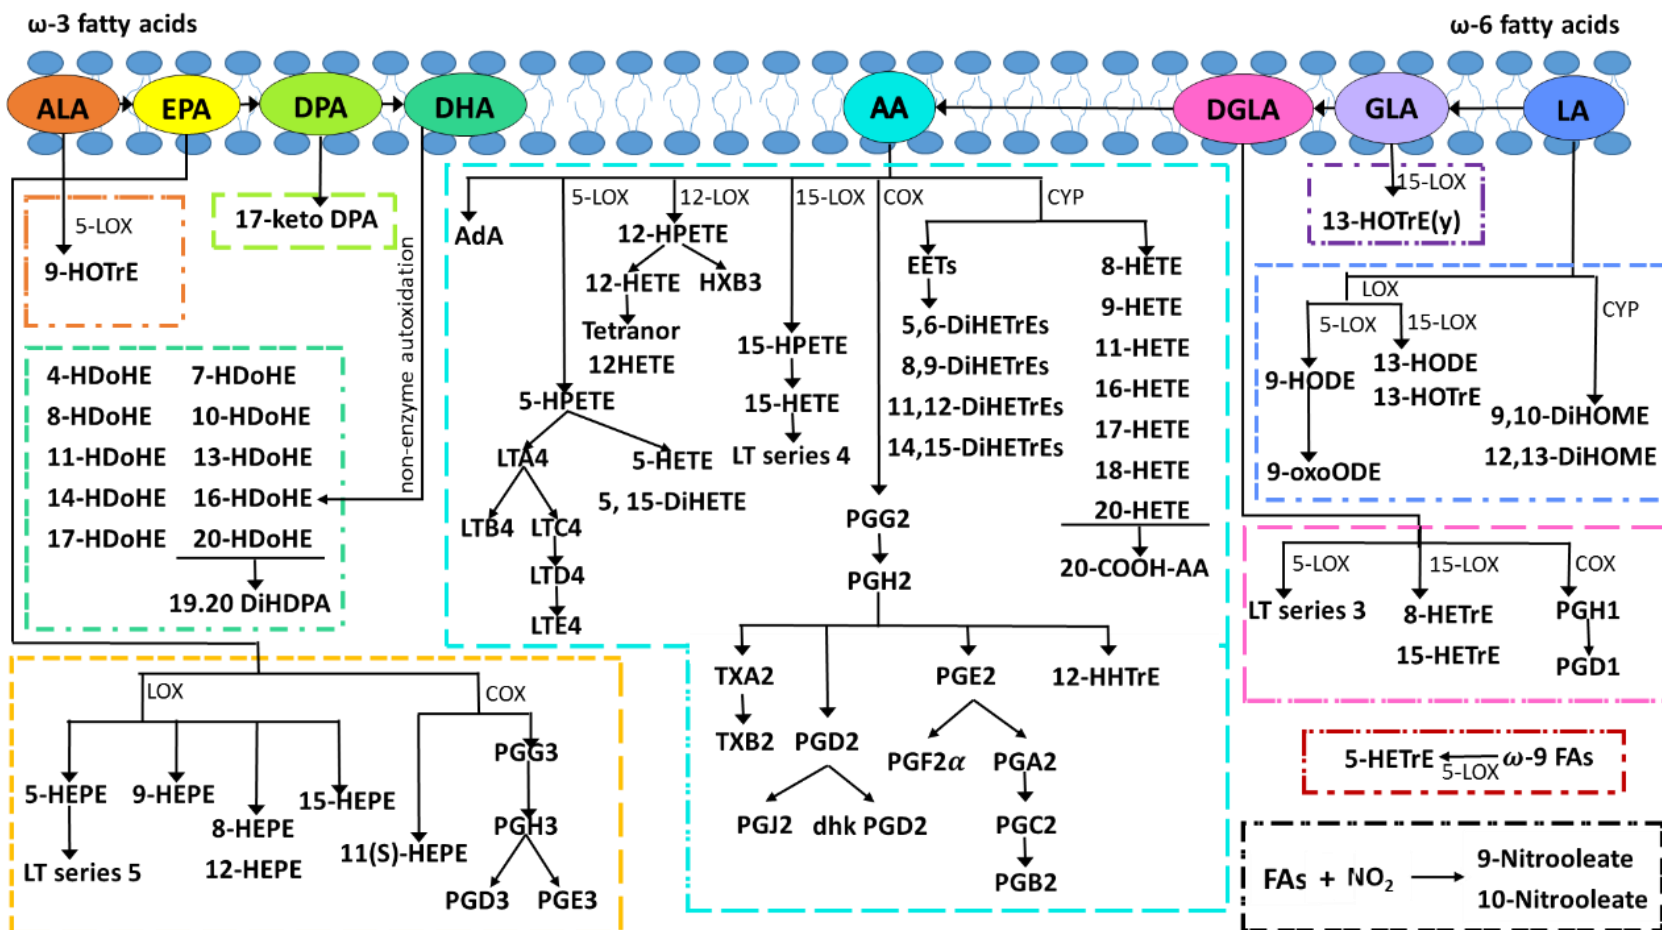 ω-3 fatty acids
ω-6 fatty acids
ALA
EPA
DPA
DHA
AA
DGLA
GLA
LA
5-LOX
9-HOTrE
17-keto DPA
non-enzyme autoxidation
4-HDoHE
7-HDoHE
8-HDoHE
10-HDoHE
11-HDoHE
13-HDoHE
14-HDoHE
16-HDoHE
17-HDoHE
20-HDoHE
19.20 DiHDPA
LOX
COX
5-HEPE
9-HEPE
8-HEPE
12-HEPE
15-HEPE
LT series 5
11(S)-HEPE
PGG3
PGH3
PGD3
PGE3
AdA
5-LOX
12-LOX
15-LOX
COX
CYP
12-HPETE
12-HETE
HXB3
Tetranor
12HETE
5-HPETE
LTA4
5-HETE
5, 15-DiHETE
LTB4
LTC4
LTD4
LTE4
15-HPETE
15-HETE
LT series 4
PGG2
PGH2
EETs
5,6-DiHETrEs
8,9-DiHETrEs
11,12-DiHETrEs
14,15-DiHETrEs
8-HETE
9-HETE
11-HETE
16-HETE
17-HETE
18-HETE
20-HETE
20-COOH-AA
TXA2
TXB2
PGD2
PGJ2
dhk PGD2
PGE2
PGF2α
PGA2
PGC2
PGB2
12-HHTrE
15-LOX
13-HOTrE(y)
LOX
CYP
5-LOX
15-LOX
9-HODE
13-HODE
13-HOTrE
9-oxoODE
9,10-DiHOME
12,13-DiHOME
5-LOX
15-LOX
COX
LT series 3
8-HETrE
15-HETrE
PGH1
PGD1
5-HETrE
5-LOX
ω-9 FAs
FAs + NO₂
9-Nitrooleate
10-Nitrooleate